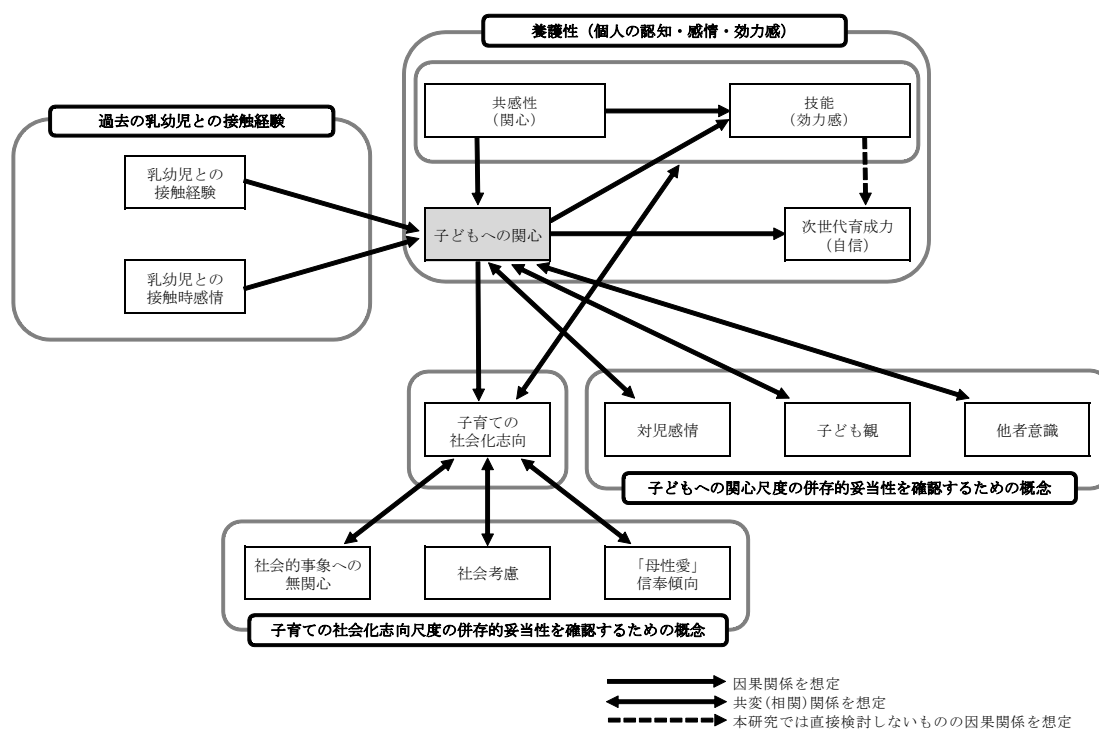 養護性（個人の認知・感情・効力感）
共感性
（関心）
技能
（効力感）
過去の乳幼児との接触経験
乳幼児との
接触経験
子どもへの関心
次世代育成力
（自信）
乳幼児との
接触時感情
子育ての
社会化志向
対児感情
子ども観
他者意識
子どもへの関心尺度の併存的妥当性を確認するための概念
社会的事象への
無関心
社会考慮
「母性愛」
信奉傾向
子育ての社会化志向尺度の併存的妥当性を確認するための概念
因果関係を想定
共変(相関)関係を想定
本研究では直接検討しないものの因果関係を想定